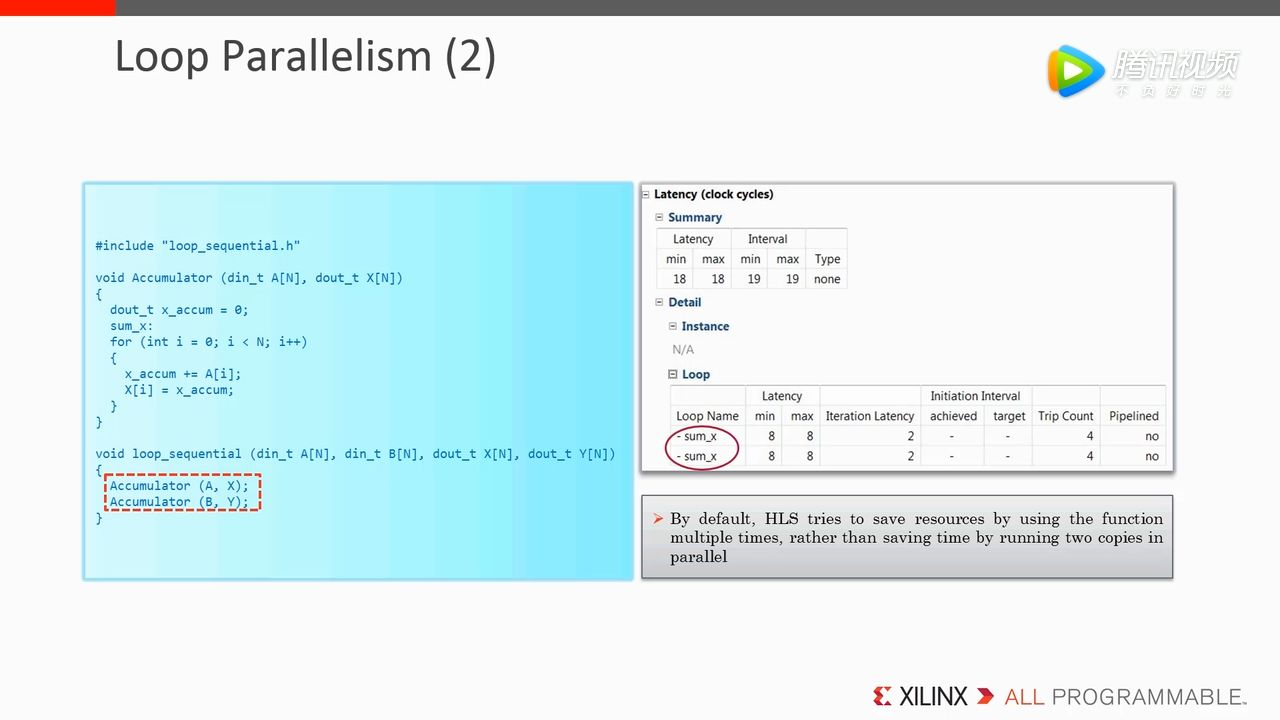 Loop Parallelism (2)
腾讯视频
不负好时光
#include "loop_sequential.h"
void Accumulator (din_t A[N], dout_t X[N])
{
dout_t x_accum = 0;
sum_x:
for (int i = 0; i < N; i++)
{
x_accum += A[i];
X[i] = x_accum;
}
}
void loop_sequential (din_t A[N], din_t B[N], dout_t X[N], dout_t Y[N])
{
Accumulator (A, X);
Accumulator (B, Y);
}
Latency (clock cycles)
Summary
Latency Interval
min max min max Type
18 18 19 19 none
Detail
Instance
N/A
Loop
Latency Initiation Interval
Loop Name min max Iteration Latency achieved target Trip Count Pipelined
- sum_x 8 8 2 - - 4 no
- sum_x 8 8 2 - - 4 no
By default, HLS tries to save resources by using the function
multiple times, rather than saving time by running two copies in
parallel
XILINX ALL PROGRAMMABLE™